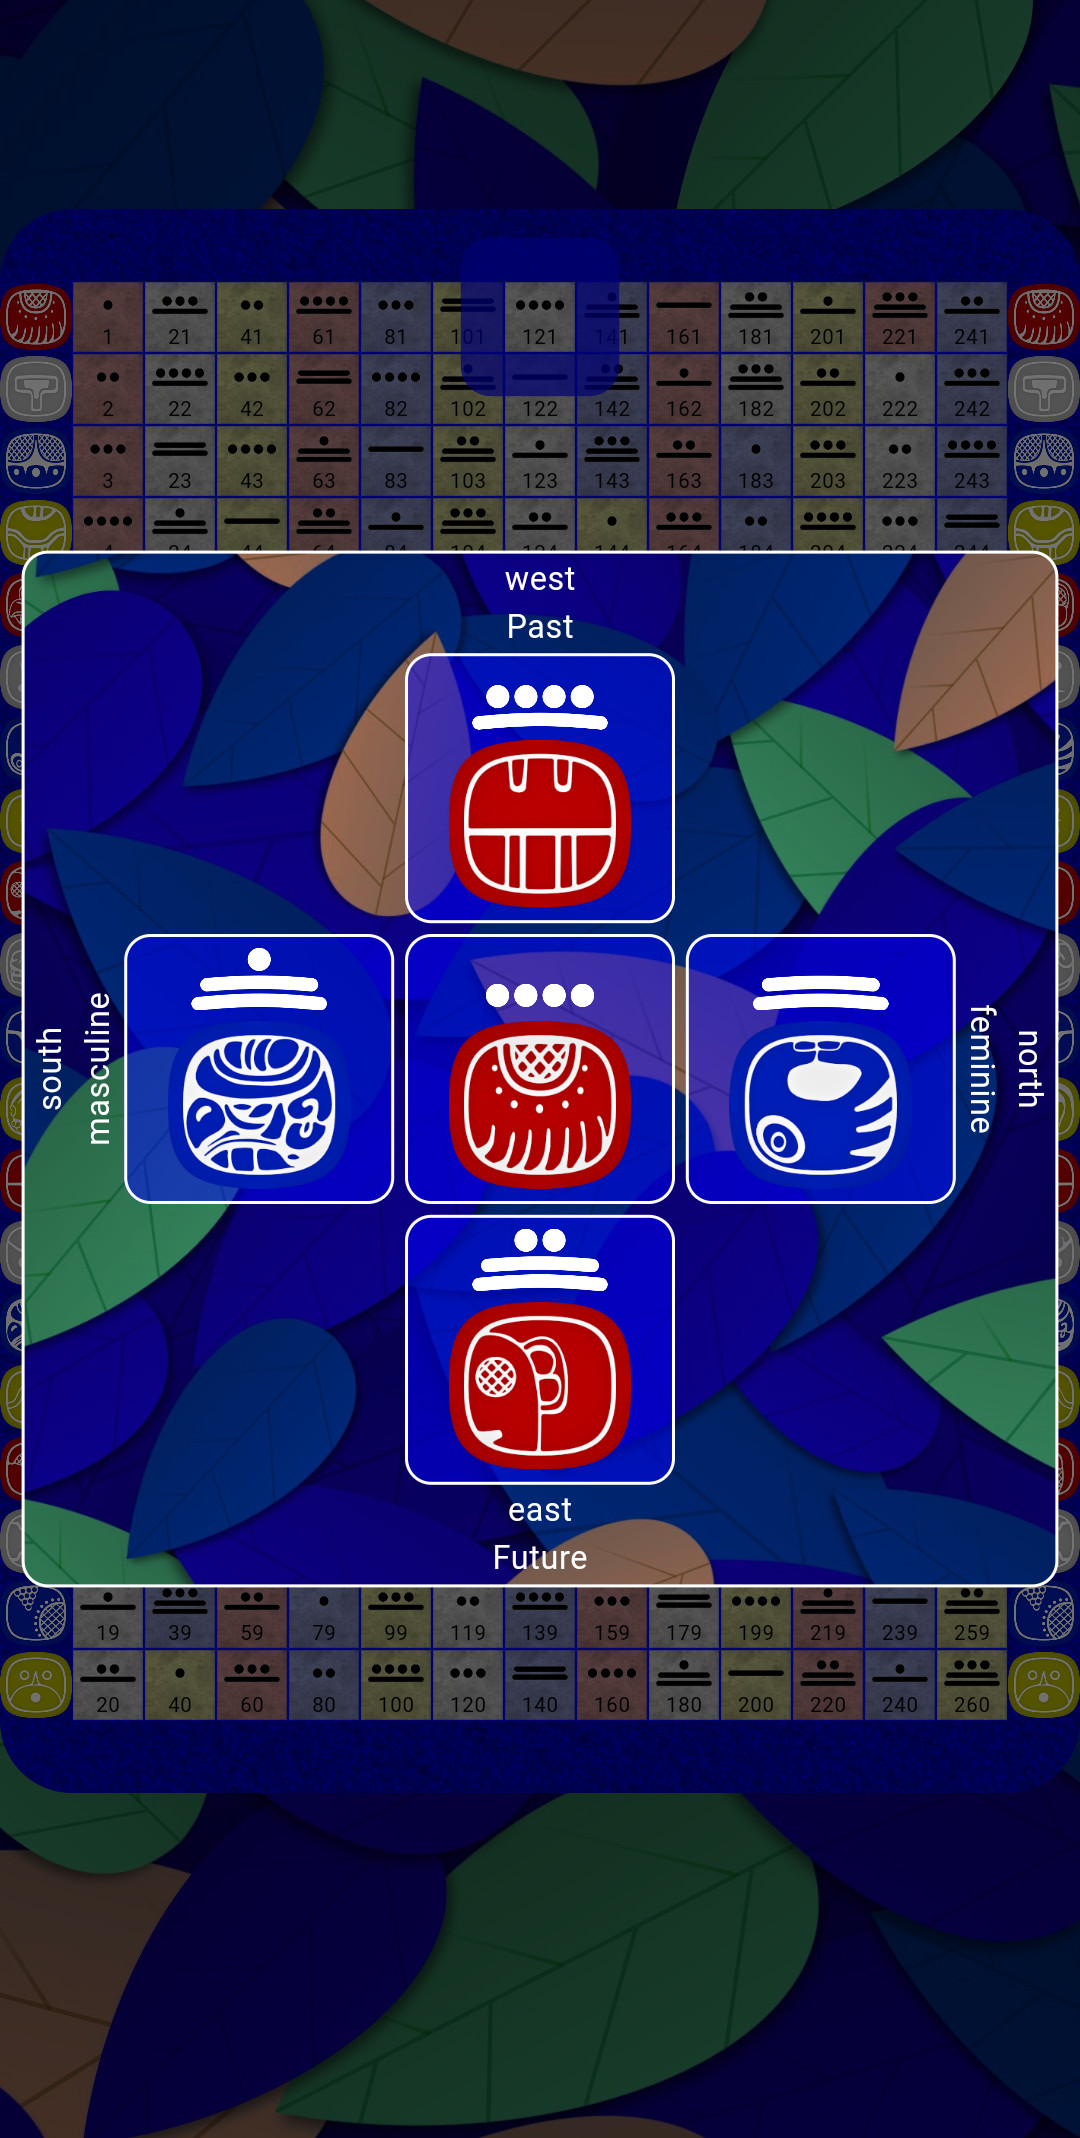 1 21 41 61 81 101 121 141 161 181 201 221 241
2 22 42 62 82 102 122 142 162 182 202 222 242
3 23 43 63 83 103 123 143 163 183 203 223 243
west
Past
south
masculine
feminine
north
east
Future
19 39 59 79 99 119 139 159 179 199 219 239 259
20 40 60 80 100 120 140 160 180 200 220 240 260